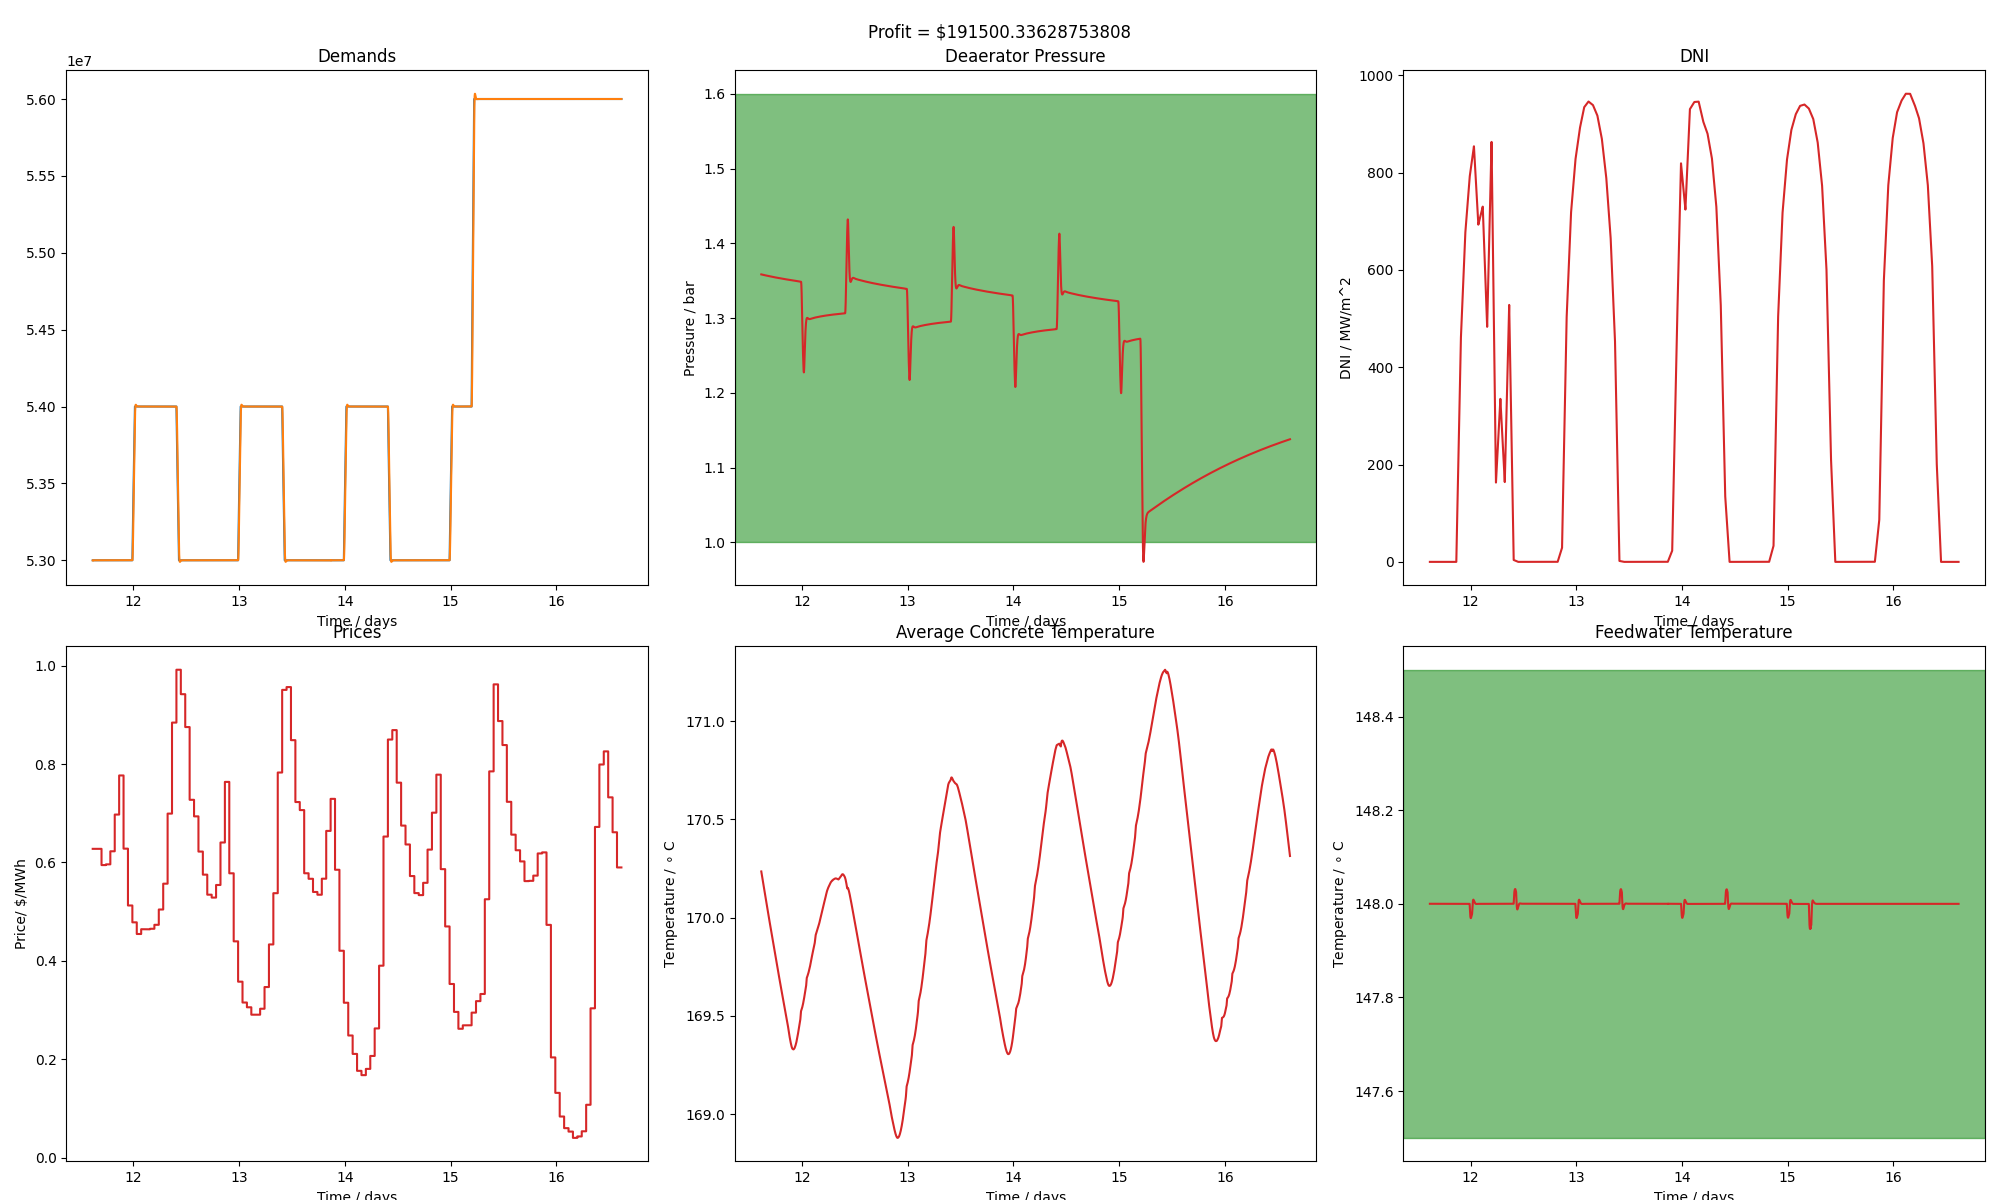 Profit = $191500.33628753808
Demands
1e7
5.60
5.55
5.50
5.45
5.40
5.35
5.30
12 13 14 15 16
Time / days
Deaerator Pressure
Pressure / bar
1.6
1.5
1.4
1.3
1.2
1.1
1.0
12 13 14 15 16
Time / days
DNI
DNI / MW/m^2
1000
800
600
400
200
0
12 13 14 15 16
Time / days
Prices
Price/ $/MWh
1.0
0.8
0.6
0.4
0.2
0.0
12 13 14 15 16
Time / days
Average Concrete Temperature
Temperature / ∘ C
171.0
170.5
170.0
169.5
169.0
12 13 14 15 16
Time / days
Feedwater Temperature
Temperature / ∘ C
148.4
148.2
148.0
147.8
147.6
12 13 14 15 16
Time / days